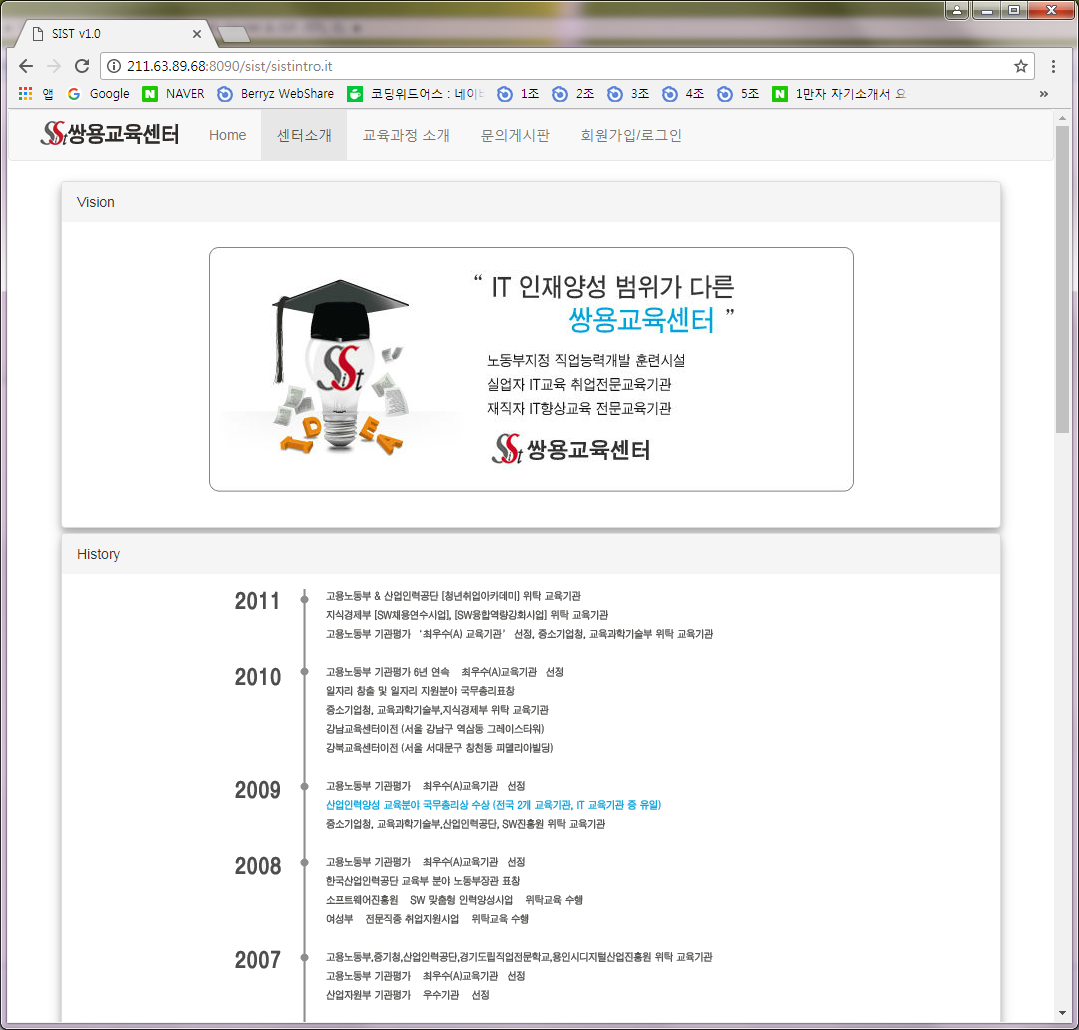 SIST v1.0
211.63.89.68:8090/sist/sistintro.it
앱 Google NAVER Berryz WebShare 코딩위드어스 : 네이버 1조 2조 3조 4조 5조 1만자 자기소개서 요
SiSt쌍용교육센터 Home 센터소개 교육과정 소개 문의게시판 회원가입/로그인
Vision
“ IT 인재양성 범위가 다른
쌍용교육센터 ”
SiSt
노동부지정 직업능력개발 훈련시설
실업자 IT교육 취업전문교육기관
재직자 IT향상교육 전문교육기관
IDEA
SiSt 쌍용교육센터
History
2011
고용노동부 & 산업인력공단 [청년취업아카데미] 위탁 교육기관
지식경제부 [SW채용연수사업], [SW융합역량강화사업] 위탁 교육기관
고용노동부 기관평가 ‘최우수(A) 교육기관’ 선정, 중소기업청, 교육과학기술부 위탁 교육기관
2010
고용노동부 기관평가 6년 연속 최우수(A)교육기관 선정
일자리 창출 및 일자리 지원분야 국무총리표창
중소기업청, 교육과학기술부,지식경제부 위탁 교육기관
강남교육센터이전 (서울 강남구 역삼동 그레이스타워)
강북교육센터이전 (서울 서대문구 창천동 피델리아빌딩)
2009
고용노동부 기관평가 최우수(A)교육기관 선정
산업인력양성 교육분야 국무총리상 수상 (전국 2개 교육기관, IT 교육기관 중 유일)
중소기업청, 교육과학기술부,산업인력공단, SW진흥원 위탁 교육기관
2008
고용노동부 기관평가 최우수(A)교육기관 선정
한국산업인력공단 교육부 분야 노동부장관 표창
소프트웨어진흥원 SW 맞춤형 인력양성사업 위탁교육 수행
여성부 전문직종 취업지원사업 위탁교육 수행
2007
고용노동부,중기청,산업인력공단,경기도립직업전문학교,용인시디지털산업진흥원 위탁 교육기관
고용노동부 기관평가 최우수(A)교육기관 선정
산업자원부 기관평가 우수기관 선정